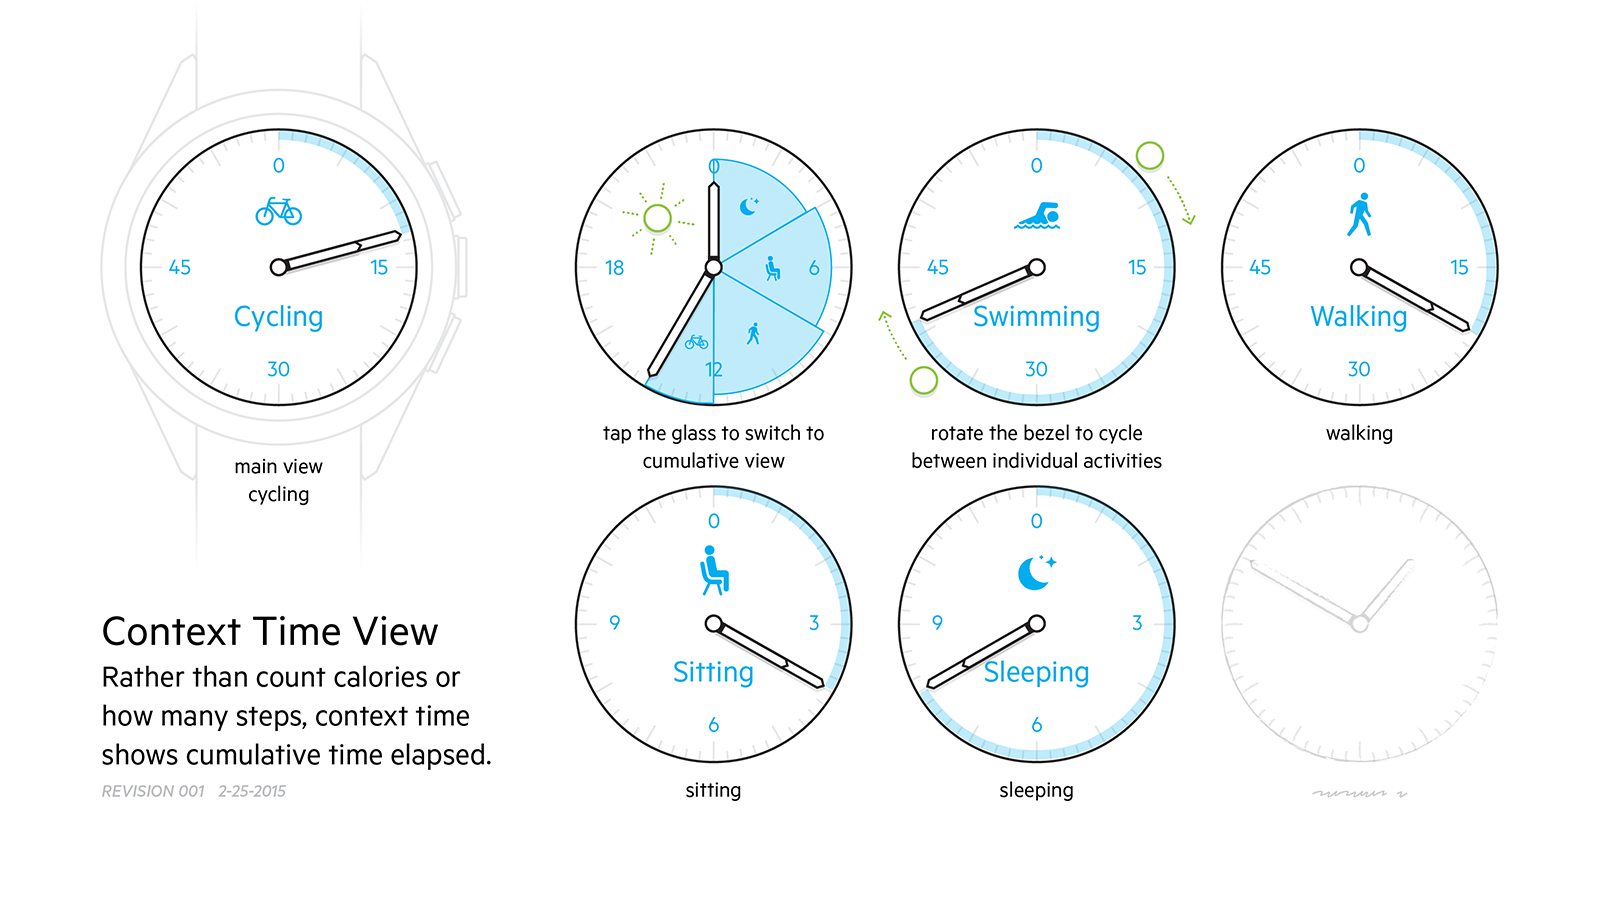 0
45
15
Cycling
30
main view
cycling
0
18
6
12
tap the glass to switch to
cumulative view
0
45
15
Swimming
30
rotate the bezel to cycle
between individual activities
0
45
15
Walking
30
walking
0
9
3
Sitting
6
sitting
0
9
3
Sleeping
6
sleeping
Context Time View
Rather than count calories or
how many steps, context time
shows cumulative time elapsed.
REVISION 001 2-25-2015